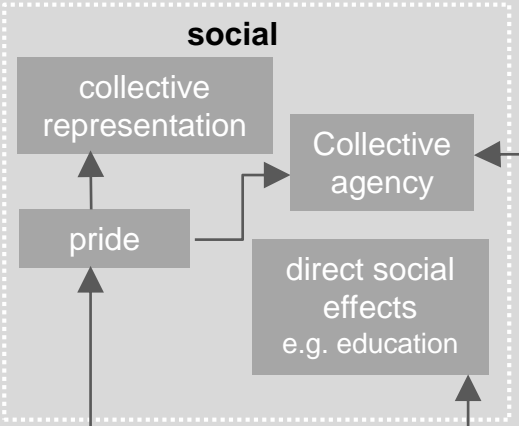 social
collective
representation
Collective
agency
pride
direct social
effects
e.g. education